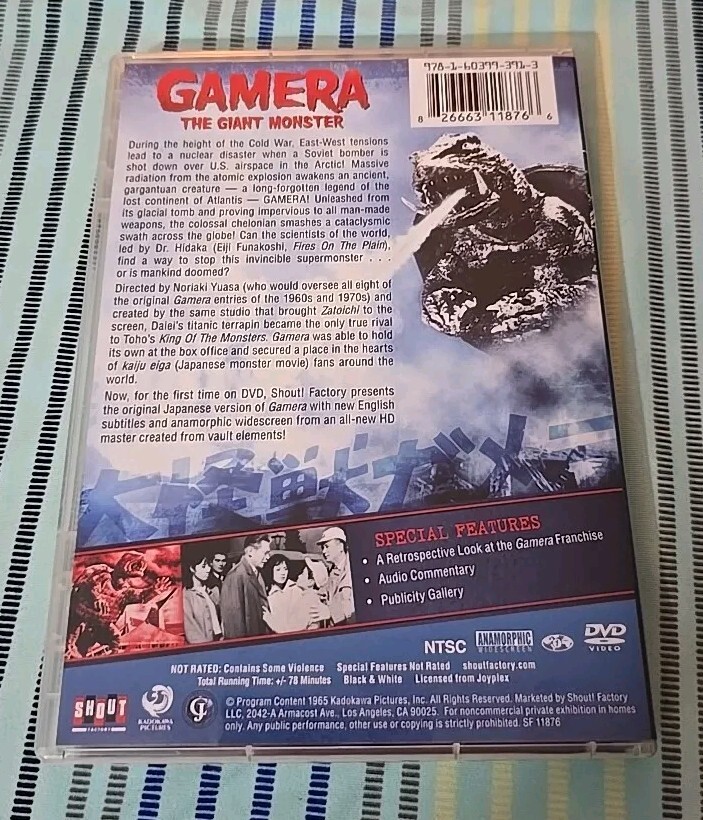 978-1-60399-391-3
8 26663 11876 6
GAMERA
THE GIANT MONSTER
During the height of the Cold War, East-West tensions
lead to a nuclear disaster when a Soviet bomber is
shot down over U.S. airspace in the Arctic! Massive
radiation from the atomic explosion awakens an ancient,
gargantuan creature — a long-forgotten legend of the
lost continent of Atlantis — GAMERA! Unleashed from
its glacial tomb and proving impervious to all man-made
weapons, the colossal chelonian smashes a cataclysmic
swath across the globe! Can the scientists of the world,
led by Dr. Hidaka (Eiji Funakoshi, Fires On The Plain),
find a way to stop this invincible supermonster . . .
or is mankind doomed?
Directed by Noriaki Yuasa (who would oversee all eight of
the original Gamera entries of the 1960s and 1970s) and
created by the same studio that brought Zatoichi to the
screen, Daiei's titanic terrapin became the only true rival
to Toho's King Of The Monsters. Gamera was able to hold
its own at the box office and secured a place in the hearts
of kaiju eiga (Japanese monster movie) fans around the
world.
Now, for the first time on DVD, Shout! Factory presents
the original Japanese version of Gamera with new English
subtitles and anamorphic widescreen from an all-new HD
master created from vault elements!
大怪獣ガメラ
SPECIAL FEATURES
• A Retrospective Look at the Gamera Franchise
• Audio Commentary
• Publicity Gallery
NTSC ANAMORPHIC WIDESCREEN DVD VIDEO
NOT RATED: Contains Some Violence Special Features Not Rated shoutfactory.com
Total Running Time: +/- 78 Minutes Black & White Licensed from Joyplex
SHOUT FACTORY
KADOKAWA PICTURES
© Program Content 1965 Kadokawa Pictures, Inc. All Rights Reserved. Marketed by Shout! Factory
LLC, 2042-A Armacost Ave., Los Angeles, CA 90025. For noncommercial private exhibition in homes
only. Any public performance, other use or copying is strictly prohibited. SF 11876